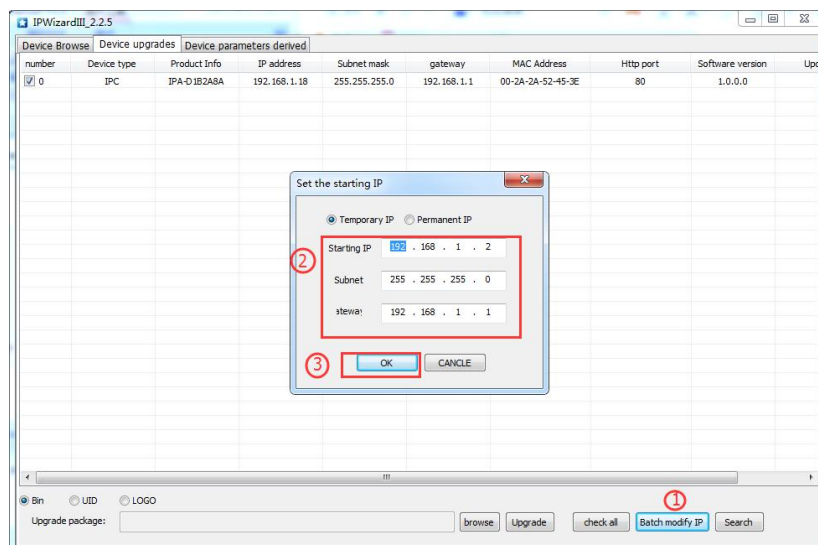 IPWizardIII_2.2.5
Device Browse Device upgrades Device parameters derived
number Device type Product Info IP address Subnet mask gateway MAC Address Http port Software version
0 IPC IPA-D1B2A8A 192.168.1.18 255.255.255.0 192.168.1.1 00-2A-2A-52-45-3E 80 1.0.0.0
Set the starting IP
Temporary IP Permanent IP
② Starting IP 192 . 168 . 1 . 2
Subnet 255 . 255 . 255 . 0
ateway 192 . 168 . 1 . 1
③ OK CANCLE
Bin UID LOGO ①
Upgrade package: browse Upgrade check all Batch modify IP Search